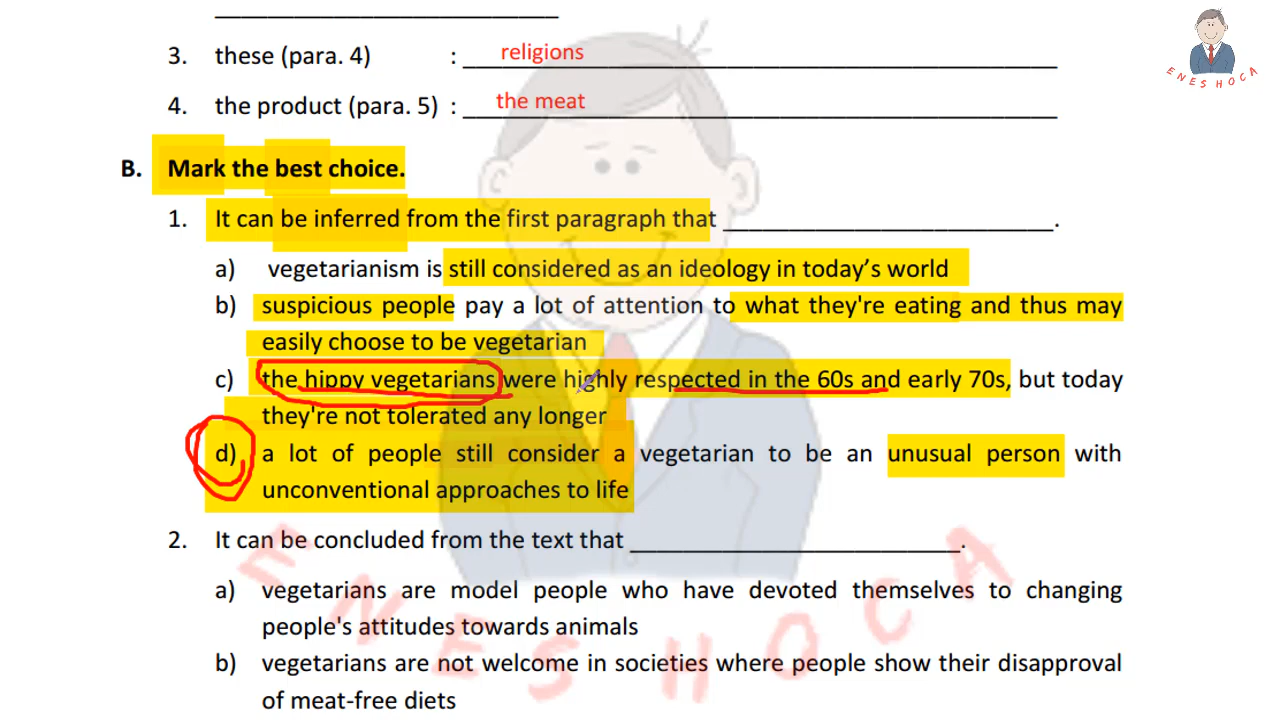 3. these (para. 4) : religions
4. the product (para. 5) : the meat
B. Mark the best choice.
1. It can be inferred from the first paragraph that ___________________________.
a) vegetarianism is still considered as an ideology in today's world
b) suspicious people pay a lot of attention to what they're eating and thus may
easily choose to be vegetarian
c) the hippy vegetarians were highly respected in the 60s and early 70s, but today
they're not tolerated any longer
d) a lot of people still consider a vegetarian to be an unusual person with
unconventional approaches to life
2. It can be concluded from the text that ___________________________.
a) vegetarians are model people who have devoted themselves to changing
people's attitudes towards animals
b) vegetarians are not welcome in societies where people show their disapproval
of meat-free diets
ENES HOCA
ENES HOCA